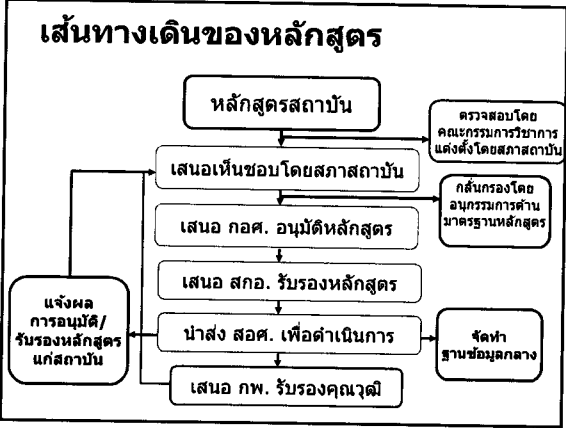 เส้นทางเดินของหลักสูตร
หลักสูตรสถาบัน
ตรวจสอบโดย
คณะกรรมการวิชาการ
แต่งตั้งโดยสภาสถาบัน
เสนอเห็นชอบโดยสภาสถาบัน
กลั่นกรองโดย
อนุกรรมการด้าน
มาตรฐานหลักสูตร
เสนอ กอศ. อนุมัติหลักสูตร
เสนอ สกอ. รับรองหลักสูตร
แจ้งผล
การอนุมัติ/
รับรองหลักสูตร
แก่สถาบัน
นำส่ง สอศ. เพื่อดำเนินการ
จัดทำ
ฐานข้อมูลกลาง
เสนอ กพ. รับรองคุณวุฒิ